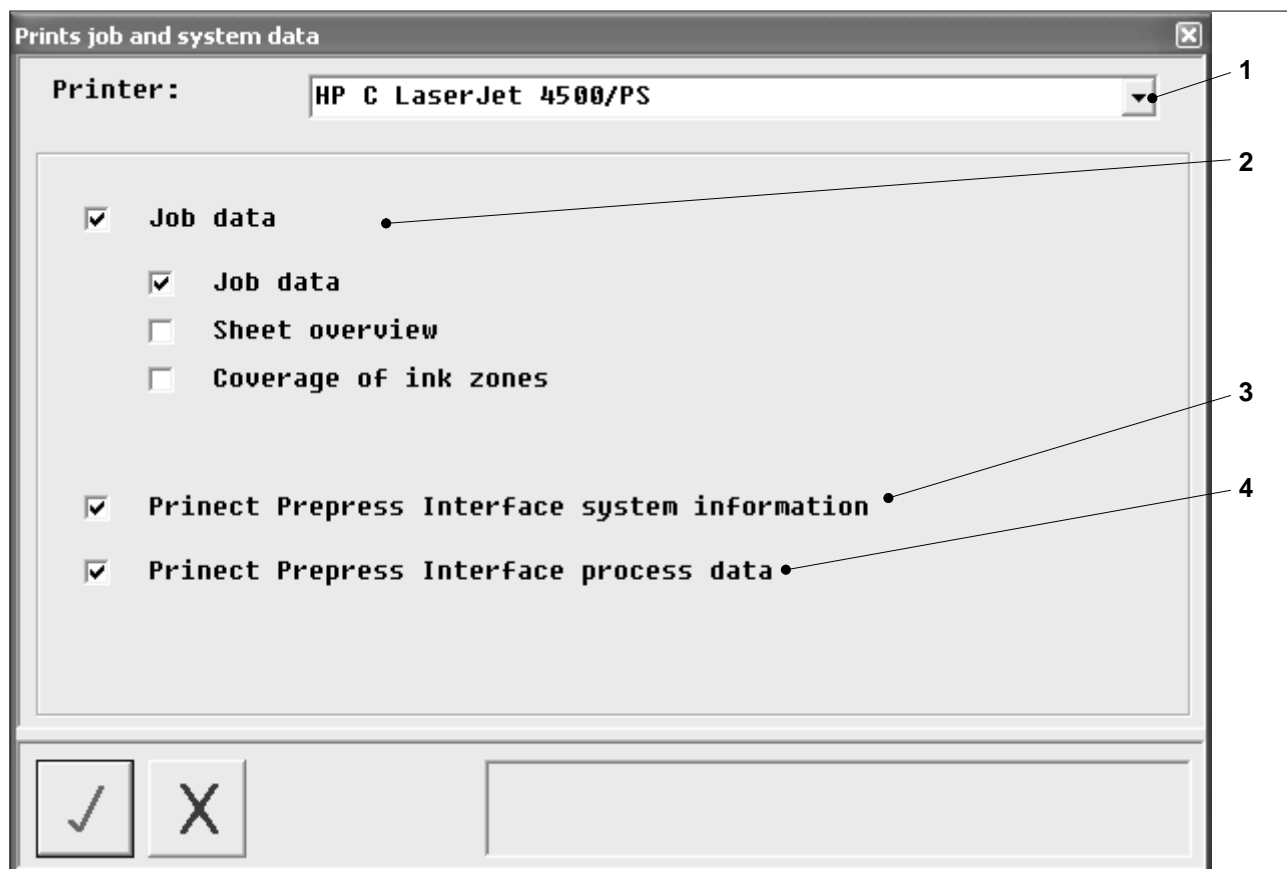 Prints job and system data
Printer:
HP C LaserJet 4500/PS
1
2
Job data
Job data
Sheet overview
Coverage of ink zones
3
Prinect Prepress Interface system information
4
Prinect Prepress Interface process data